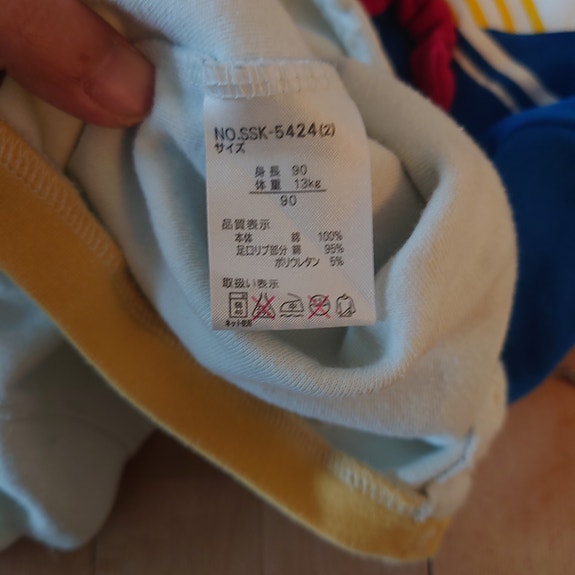 NO.SSK-5424(2)
サイズ
身長 90
体重 13kg
90
品質表示
本体 綿 100%
足口リブ部分 綿 95%
ポリウレタン 5%
取扱い表示
ネット使用